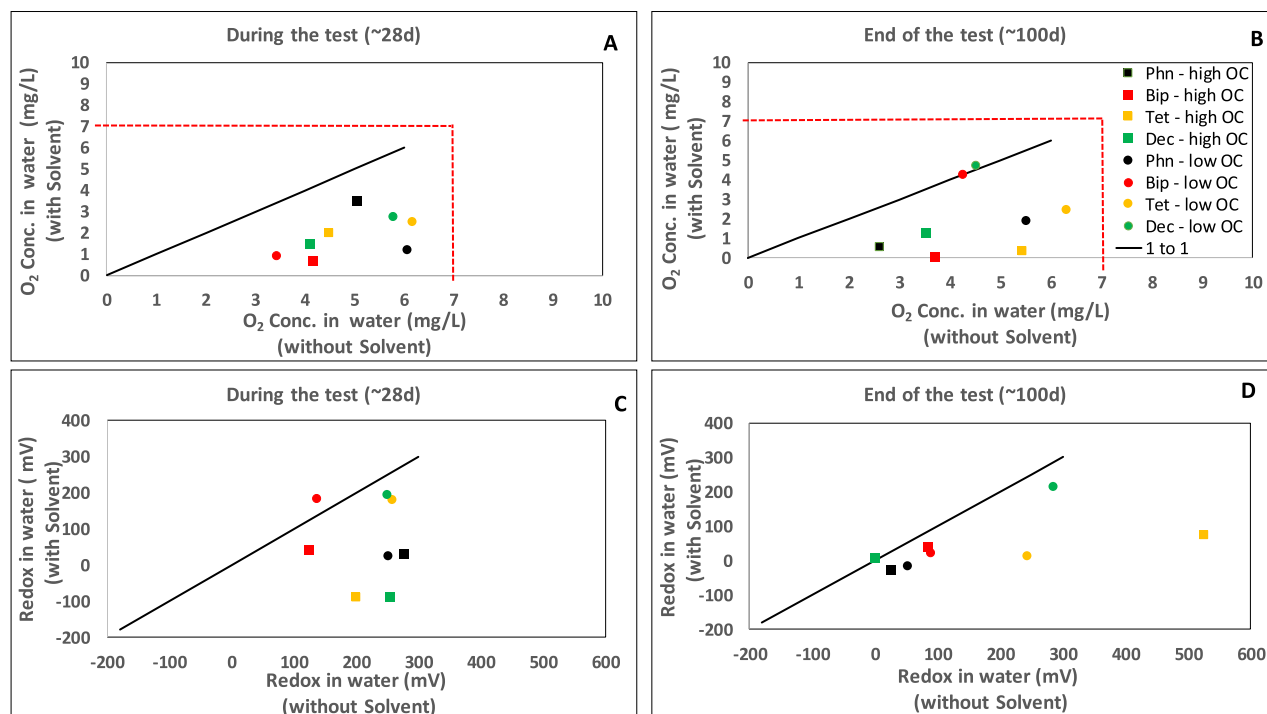 During the test (~28d)
A
O2 Conc. in water (mg/L)
(with Solvent)
10
9
8
7
6
5
4
3
2
1
0
0 1 2 3 4 5 6 7 8 9 10
O2 Conc. in water (mg/L)
(without Solvent)
End of the test (~100d)
B
O2 Conc. in water ( mg/L)
(with Solvent)
10
9
8
7
6
5
4
3
2
1
0
0 1 2 3 4 5 6 7 8 9 10
O2 Conc. in water (mg/L)
(without Solvent)
Phn - high OC
Bip - high OC
Tet - high OC
Dec - high OC
Phn - low OC
Bip - low OC
Tet - low OC
Dec - low OC
1 to 1
During the test (~28d)
C
Redox in water ( mV)
(with Solvent)
400
300
200
100
0
-100
-200
-200 -100 0 100 200 300 400 500 600
Redox in water (mV)
(without Solvent)
End of the test (~100d)
D
Redox in water (mV)
(with Solvent)
400
300
200
100
0
-100
-200
-200 -100 0 100 200 300 400 500 600
Redox in water (mV)
(without Solvent)